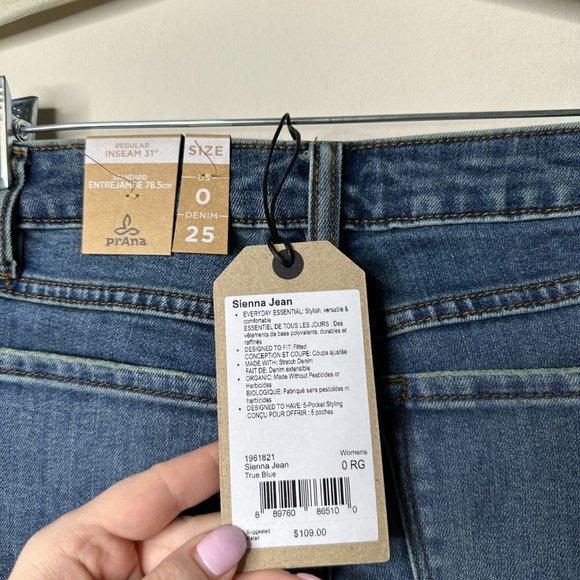 REGULAR
INSEAM 31"
STANDARD
ENTREJAMBE 78.5cm
prAna
SIZE
US
0
DENIM
25
Sienna Jean
• EVERYDAY ESSENTIAL: Stylish, versatile &
comfortable
ESSENTIEL DE TOUS LES JOURS : Des
vêtements de base polyvalents, durables et
raffinés
• DESIGNED TO FIT: Fitted
CONCEPTION ET COUPE: Coupe ajustée
• MADE WITH: Stretch Denim
FAIT DE: Denim extensible
• ORGANIC: Made Without Pesticides or
Herbicides
BIOLOGIQUE: Fabriqué sans pesticides ni
herbicides
• DESIGNED TO HAVE: 5-Pocket Styling
CONÇU POUR OFFRIR : 5 poches
1961821 Womens
Sienna Jean 0 RG
True Blue
8 89760 86510 0
Suggested
Retail $109.00